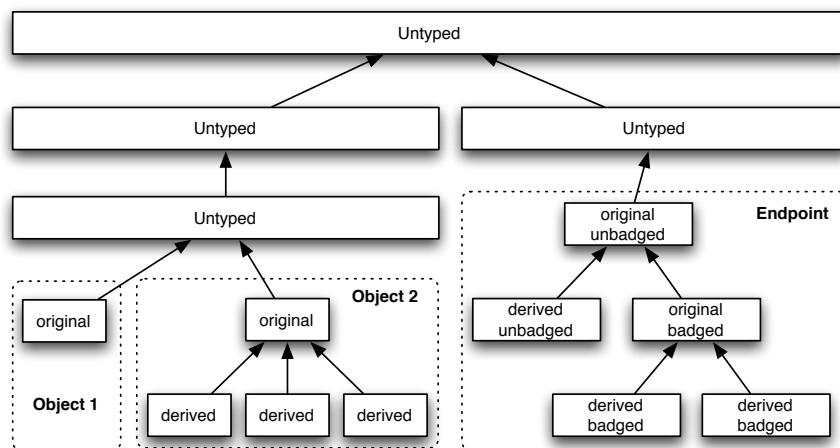 Untyped
Untyped
Untyped
Untyped
original
unbadged
Endpoint
original
Object 1
Object 2
original
derived
derived
derived
derived
unbadged
original
badged
derived
badged
derived
badged